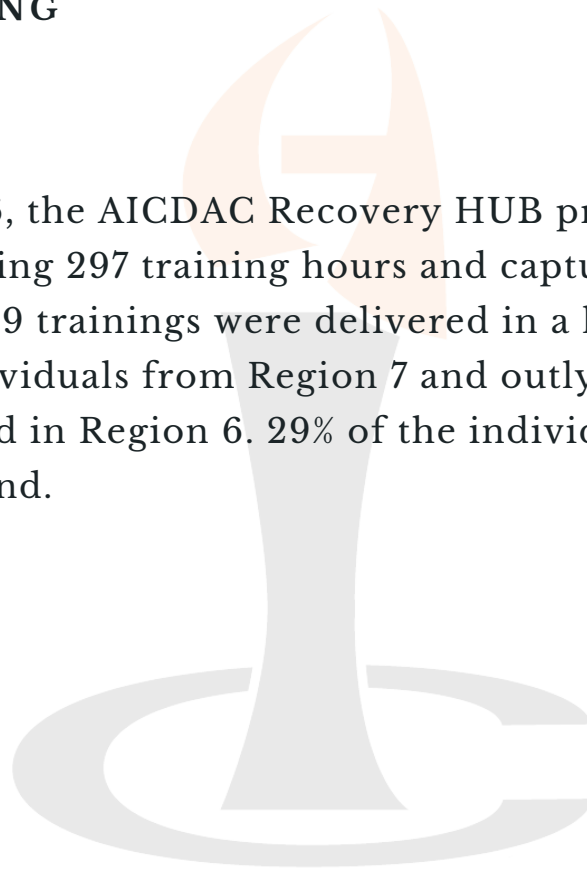 NG
, the AICDAC Recovery HUB pr
ing 297 training hours and captu
9 trainings were delivered in a
viduals from Region 7 and outly
d in Region 6. 29% of the indivi
nd.